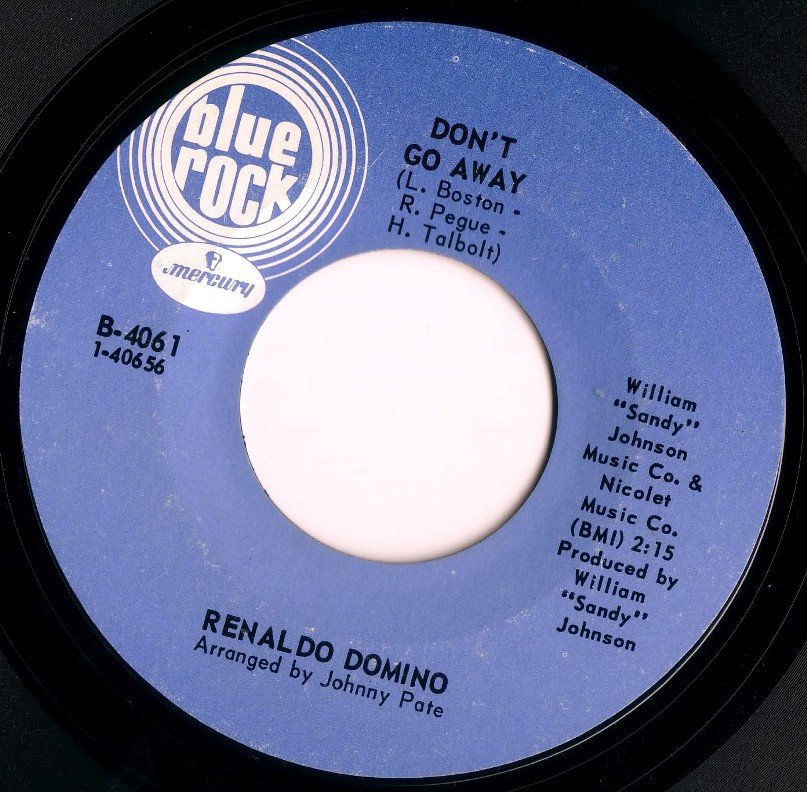 blue
rock
mercury
DON'T
GO AWAY
(L. Boston -
R. Pegue -
H. Talbolt)
B-4061
1-40656
William
"Sandy"
Johnson
Music Co. &
Nicolet
Music Co.
(BMI) 2:15
Produced by
William
"Sandy"
Johnson
RENALDO DOMINO
Arranged by Johnny Pate